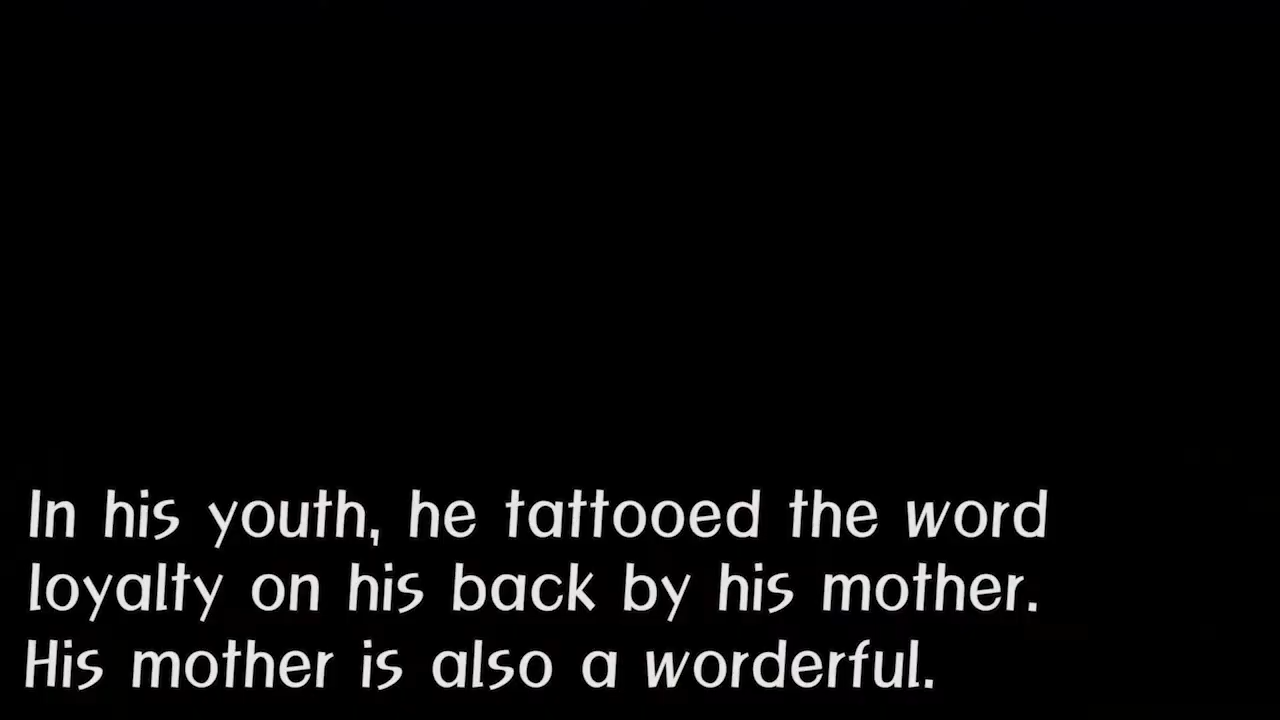 In his youth, he tattooed the word
loyalty on his back by his mother.
His mother is also a worderful.